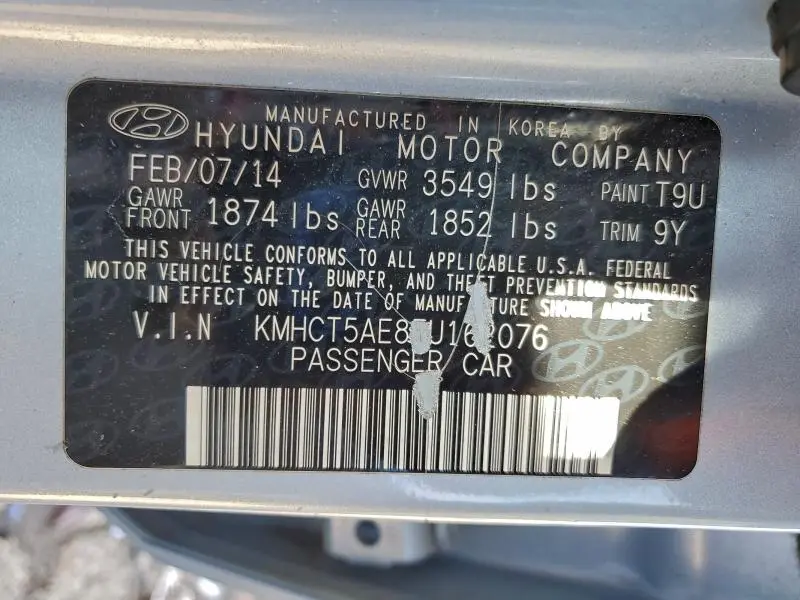 MANUFACTURED IN KOREA BY
HYUNDAI MOTOR COMPANY
FEB/07/14 GVWR 3549 lbs PAINT T9U
GAWR FRONT 1874 lbs GAWR REAR 1852 lbs TRIM 9Y
THIS VEHICLE CONFORMS TO ALL APPLICABLE U.S.A. FEDERAL
MOTOR VEHICLE SAFETY, BUMPER, AND THEFT PREVENTION STANDARDS
IN EFFECT ON THE DATE OF MANUFACTURE SHOWN ABOVE
V.I.N
PASSENGER CAR